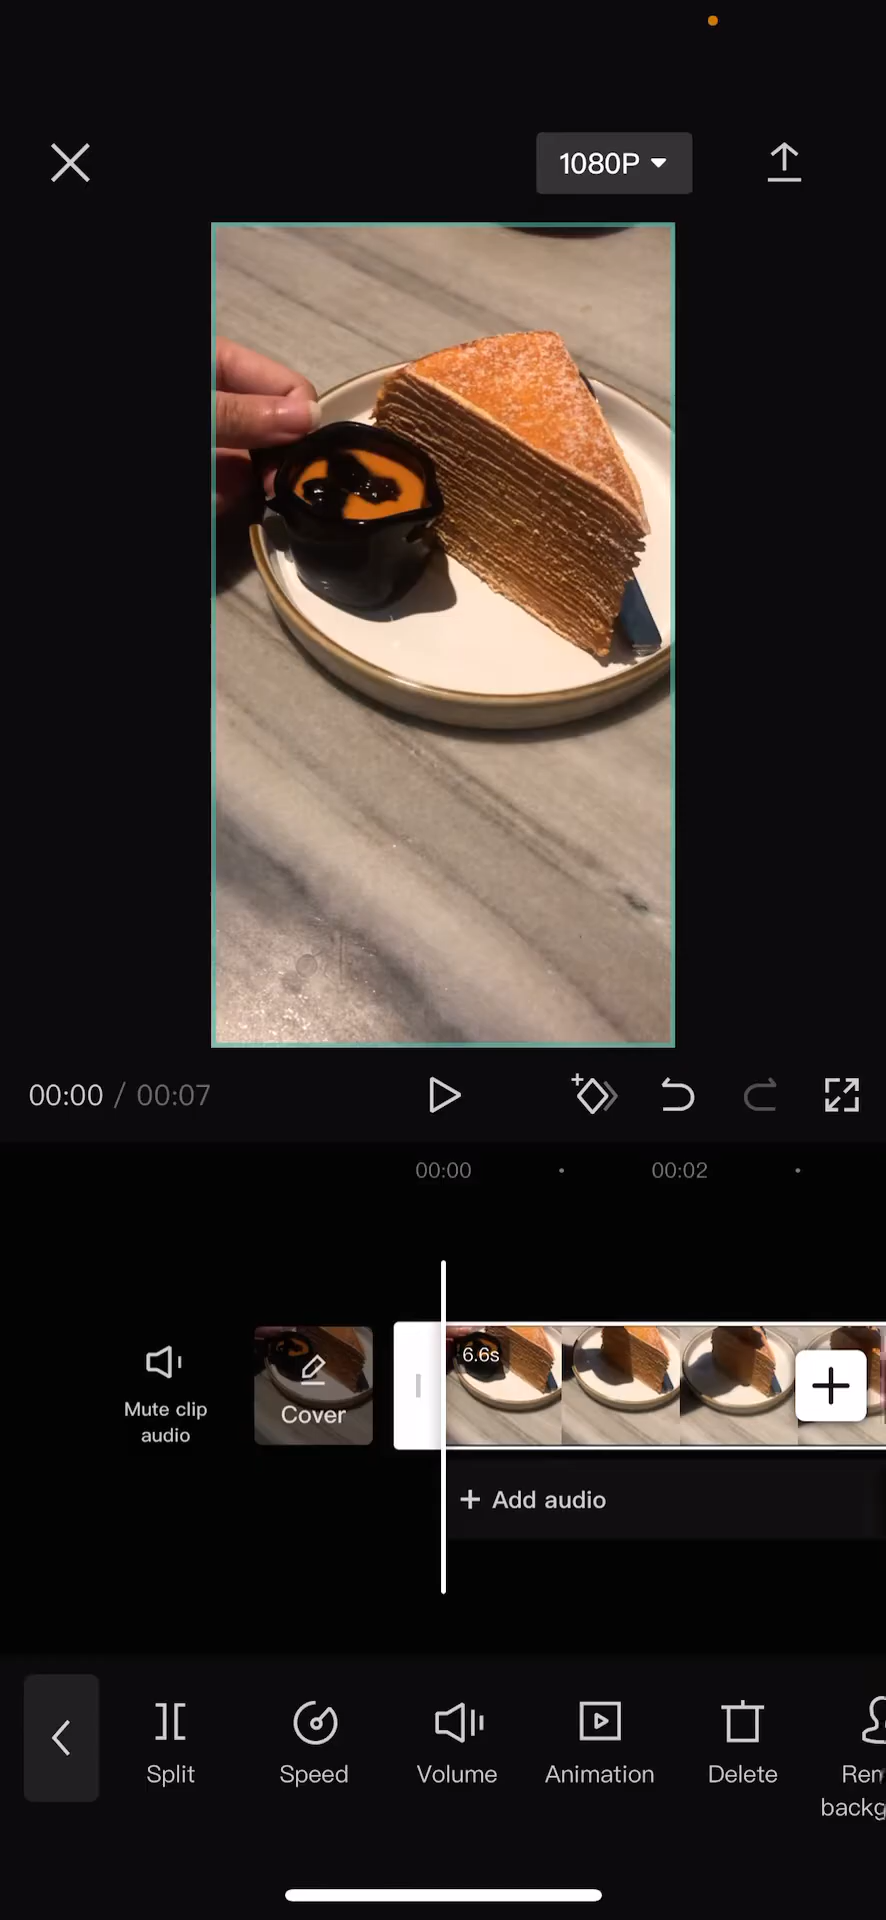 1080P
00:00 / 00:07
00:00
00:02
6.6s
Mute clip
audio
Cover
Add audio
Split
Speed
Volume
Animation
Delete